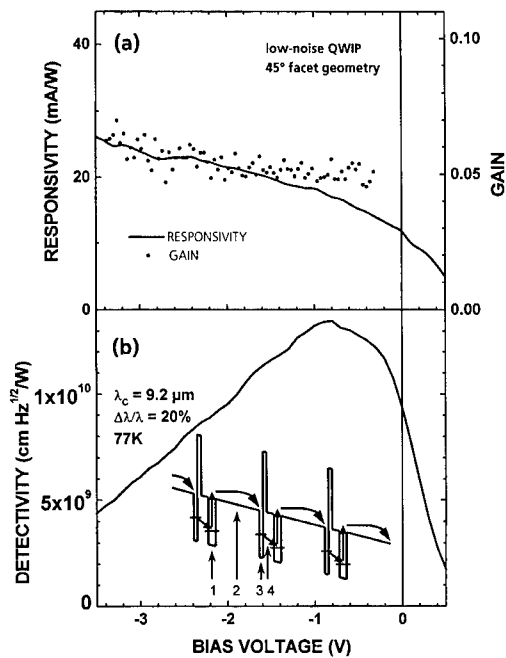 45
0.10
(a)
low-noise QWIP
45° facet geometry
RESPONSIVITY (mA/W)
20
0.05
GAIN
RESPONSIVITY
GAIN
0
0.00
(b)
DETECTIVITY (cm Hz^1/2/W)
1x10^10
λc = 9.2 μm
Δλ/λ = 20%
77K
5x10^9
1 2 3 4
0
-3 -2 -1 0
BIAS VOLTAGE (V)